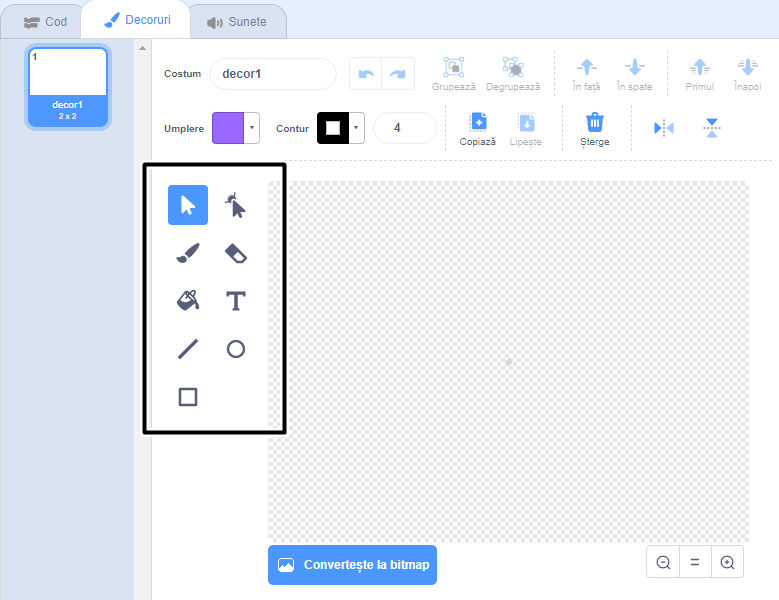 Cod
Decoruri
Sunete
1
decor1
2 x 2
Costum
decor1
Grupează
Degrupează
În față
În spate
Primul
Înapoi
Umplere
Contur
4
Copiază
Lipește
Șterge
T
Convertește la bitmap